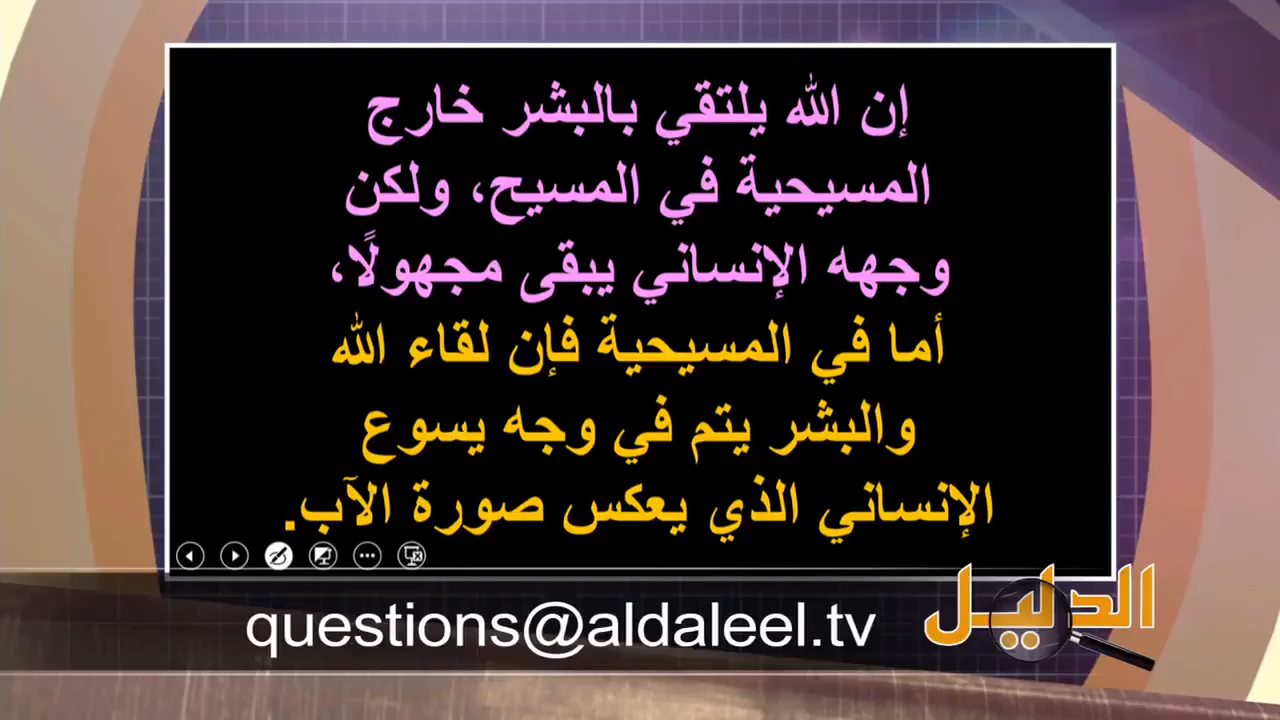 إن الله يلتقي بالبشر خارج
المسيحية في المسيح، ولكن
وجهه الإنساني يبقى مجهولًا،
أما في المسيحية فإن لقاء الله
والبشر يتم في وجه يسوع
الإنساني الذي يعكس صورة الآب.
questions@aldaleel.tv
الدليل